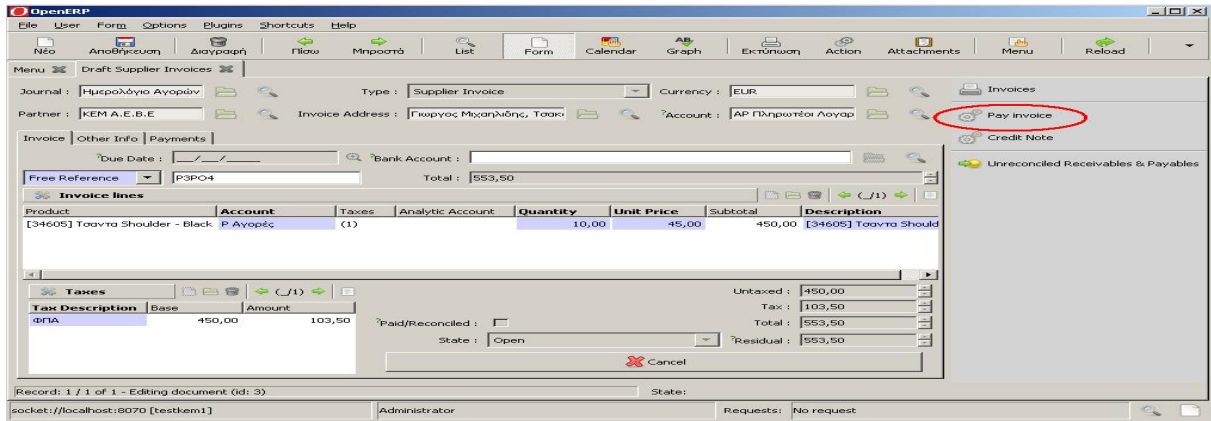 OpenERP
File User Form Options Plugins Shortcuts Help
Νέο Αποθήκευση Διαγραφή Πίσω Μπροστά List Form Calendar Graph Εκτύπωση Action Attachments Menu Reload
Menu Draft Supplier Invoices
Journal : Ημερολόγιο Αγορών Type : Supplier Invoice Currency : EUR Invoices
Partner : KEM A.E.B.E Invoice Address : Γιωργος Μιχαηλιδης, Τσακι ?Account : ΑΡ Πληρωτέοι Λογαρ Pay invoice
Invoice Other Info Payments Credit Note
?Due Date : __/__/____ ?Bank Account : Unreconciled Receivables & Payables
Free Reference P3PO4 Total : 553,50
Invoice lines (_/1)
Product Account Taxes Analytic Account Quantity Unit Price Subtotal Description
[34605] Τσαντα Shoulder - Black Ρ Αγορές (1) 10,00 45,00 450,00 [34605] Τσαντα Should
Taxes (_/1) Untaxed : 450,00
Tax Description Base Amount Tax : 103,50
ΦΠΑ 450,00 103,50 ?Paid/Reconciled : Total : 553,50
State : Open ?Residual : 553,50
Cancel
Record: 1 / 1 of 1 - Editing document (id: 3) State:
socket://localhost:8070 [testkem1] Administrator Requests: No request